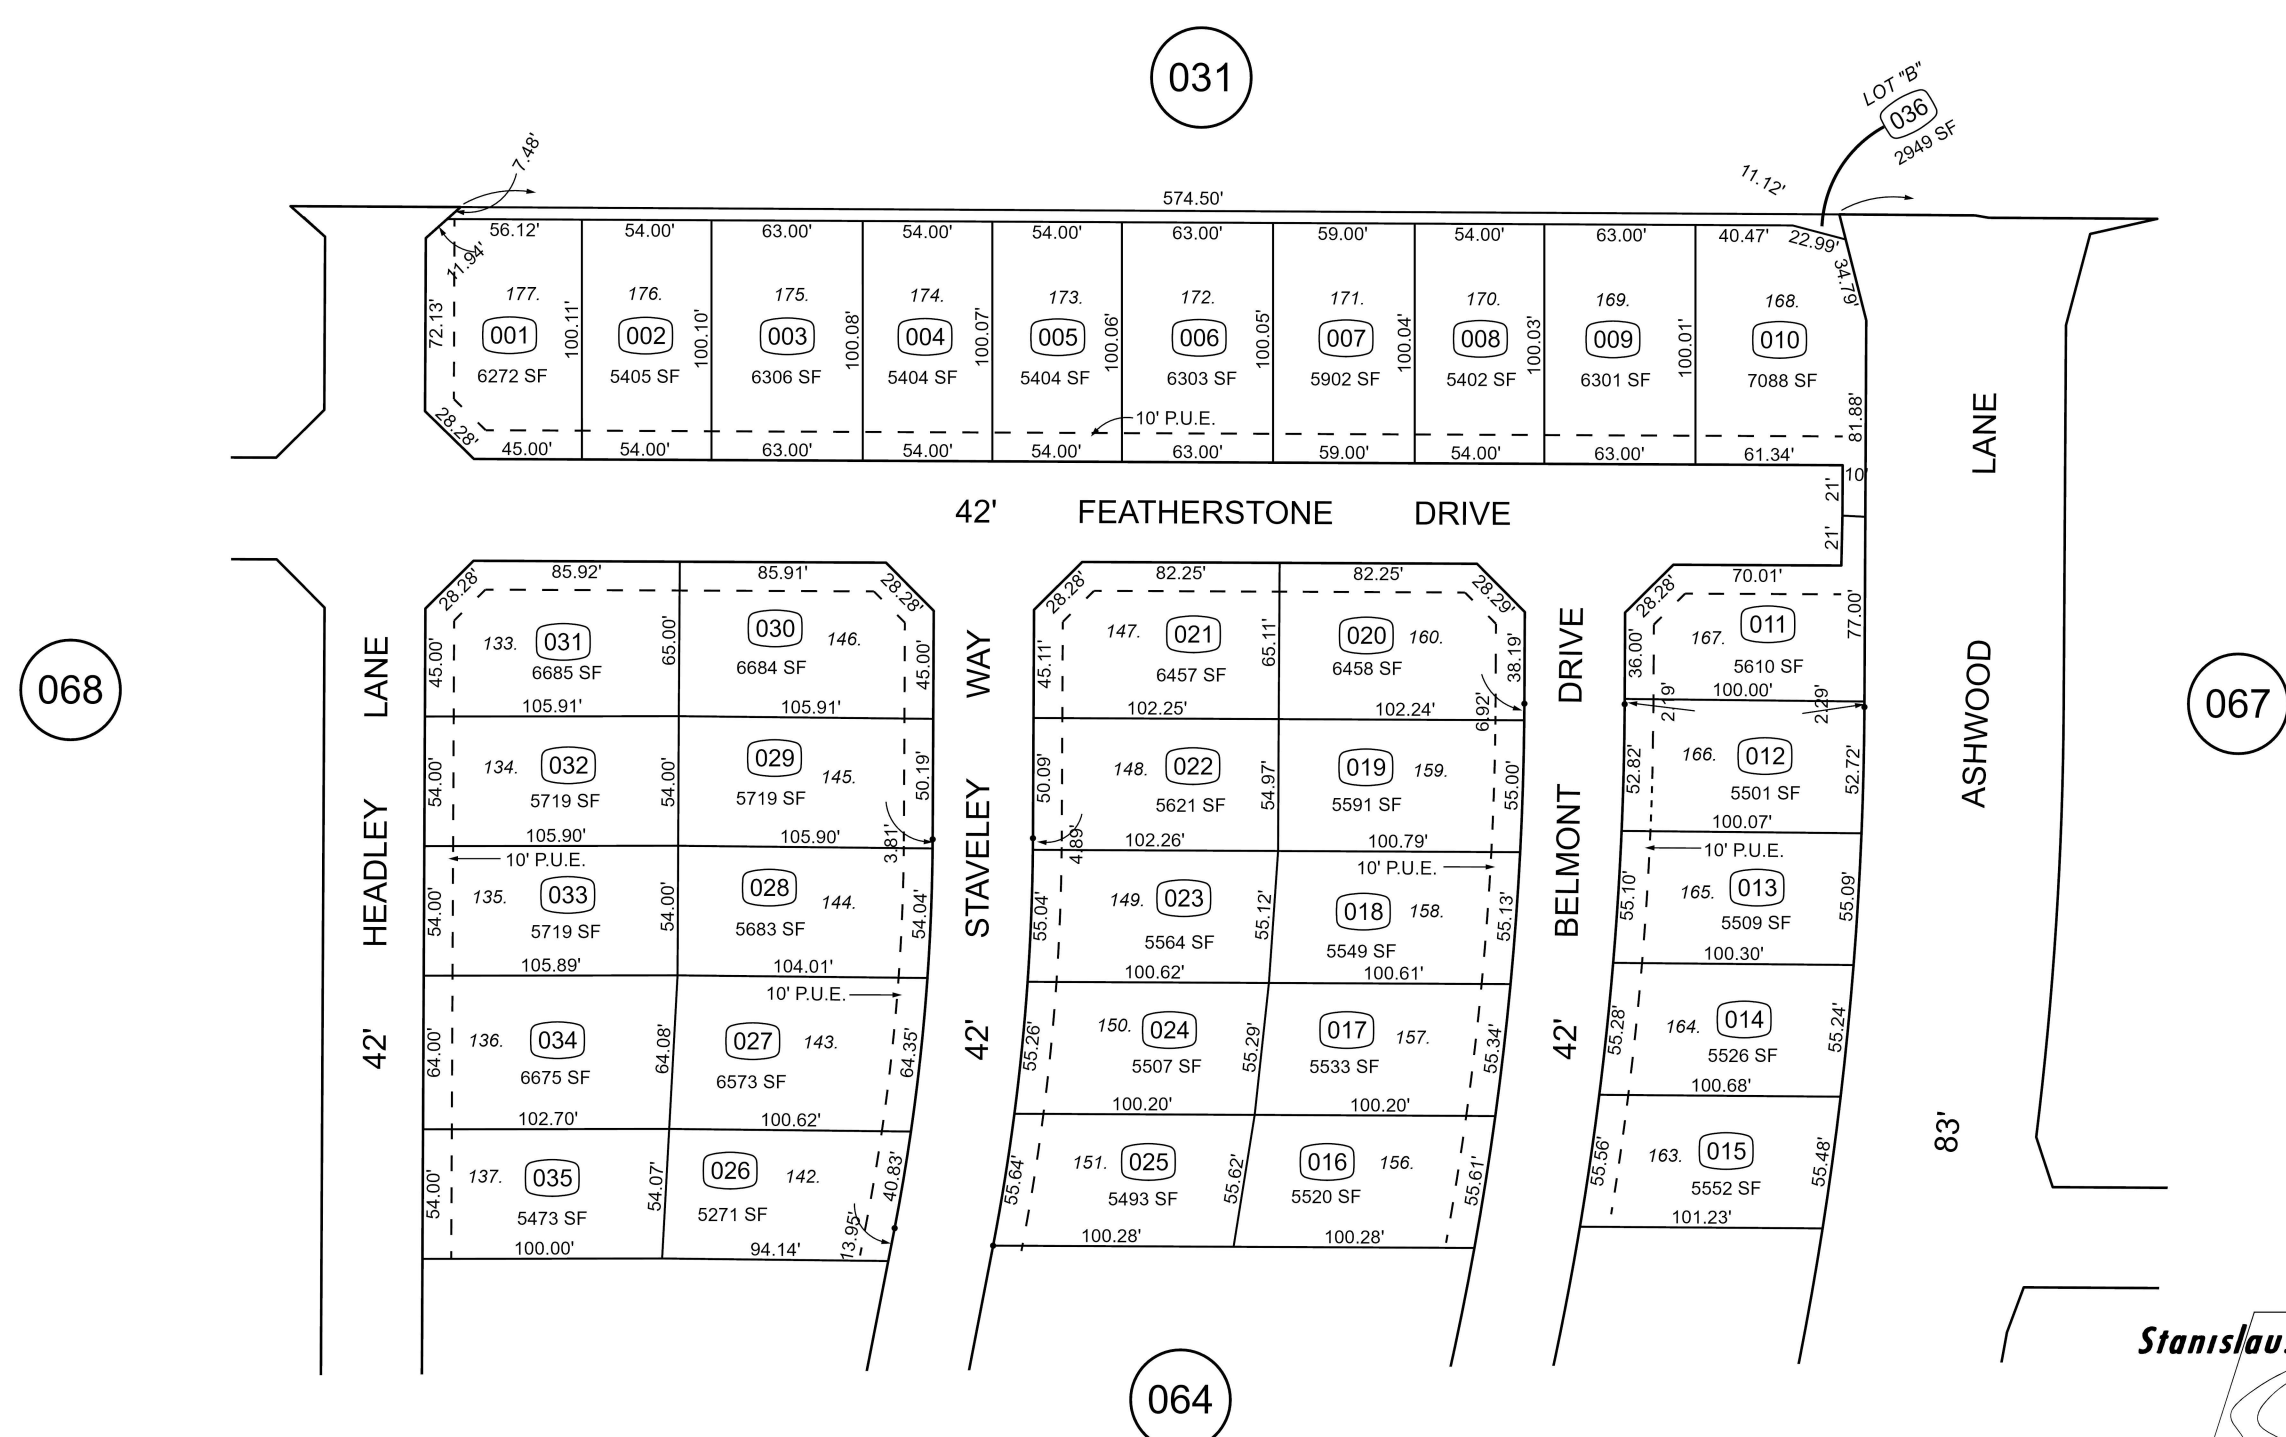 031
LOT "B"
036
2949 SF
7.48'
574.50'
11.12'
56.12' 54.00' 63.00' 54.00' 54.00' 63.00' 59.00' 54.00' 63.00' 40.47' 22.99'
11.94'
34.79'
177. 176. 175. 174. 173. 172. 171. 170. 169. 168.
72.13' 100.11' 100.10' 100.08' 100.07' 100.06' 100.05' 100.04' 100.03' 100.01' 81.88'
001 002 003 004 005 006 007 008 009 010
6272 SF 5405 SF 6306 SF 5404 SF 5404 SF 6303 SF 5902 SF 5402 SF 6301 SF 7088 SF
10' P.U.E.
28.28'
45.00' 54.00' 63.00' 54.00' 54.00' 63.00' 59.00' 54.00' 63.00' 61.34'
10'
21'
21'
42' FEATHERSTONE DRIVE
068
067
HEADLEY LANE
42'
STAVELEY WAY
42'
BELMONT DRIVE
42'
ASHWOOD LANE
83'
28.28' 85.92' 85.91' 28.28'
45.00' 133. 031 65.00' 030 146. 45.00'
6685 SF 6684 SF
105.91' 105.91'
54.00' 134. 032 54.00' 029 145. 50.19'
5719 SF 5719 SF
105.90' 105.90' 3.81'
10' P.U.E.
54.00' 135. 033 54.00' 028 144. 54.04'
5719 SF 5683 SF
105.89' 104.01'
10' P.U.E.
64.00' 136. 034 64.08' 027 143. 64.35'
6675 SF 6573 SF
102.70' 100.62'
54.00' 137. 035 54.07' 026 142. 40.83'
5473 SF 5271 SF
100.00' 94.14' 13.95'
28.28' 82.25' 82.25' 28.29'
45.11' 147. 021 65.11' 020 160. 38.19'
6457 SF 6458 SF
102.25' 102.24' 6.92'
50.09' 148. 022 54.97' 019 159. 55.00'
5621 SF 5591 SF
4.89' 102.26' 100.79'
10' P.U.E.
55.04' 149. 023 55.12' 018 158. 55.13'
5564 SF 5549 SF
100.62' 100.61'
55.26' 150. 024 55.29' 017 157. 55.34'
5507 SF 5533 SF
100.20' 100.20'
55.64' 151. 025 55.62' 016 156. 55.61'
5493 SF 5520 SF
100.28' 100.28'
28.28' 70.01'
36.00' 167. 011 77.00'
5610 SF
2.19' 100.00' 2.29'
52.82' 166. 012 52.72'
5501 SF
100.07'
10' P.U.E.
55.10' 165. 013 55.09'
5509 SF
100.30'
55.28' 164. 014 55.24'
5526 SF
100.68'
55.56' 163. 015 55.48'
5552 SF
101.23'
064
Stanislau